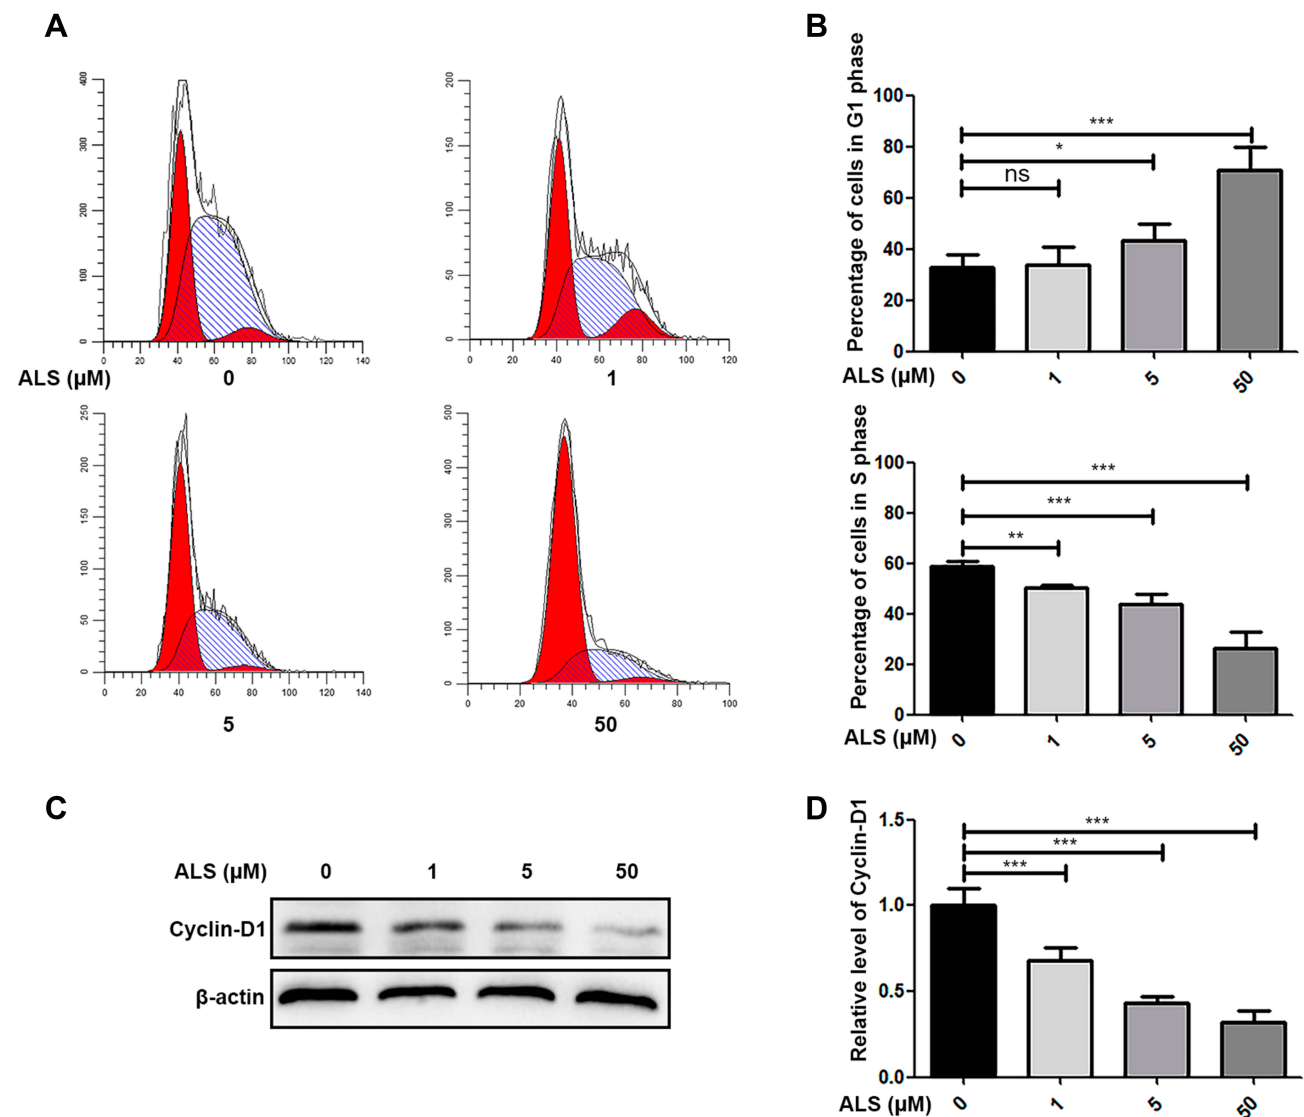 A
400
300
200
100
0
0 20 40 60 80 100 120 140
200
150
100
50
0
0 20 40 60 80 100 120
ALS (μM) 0 1
250
200
150
100
50
0
0 20 40 60 80 100 120 140
500
400
300
200
100
0
0 20 40 60 80 100
5 50
B
Percentage of cells in G1 phase
100
80
60
40
20
0
***
*
ns
ALS (μM) 0 1 5 50
Percentage of cells in S phase
100
80
60
40
20
0
***
***
**
ALS (μM) 0 1 5 50
C
ALS (μM) 0 1 5 50
Cyclin-D1
β-actin
D
Relative level of Cyclin-D1
1.5
1.0
0.5
0.0
***
***
***
ALS (μM) 0 1 5 50